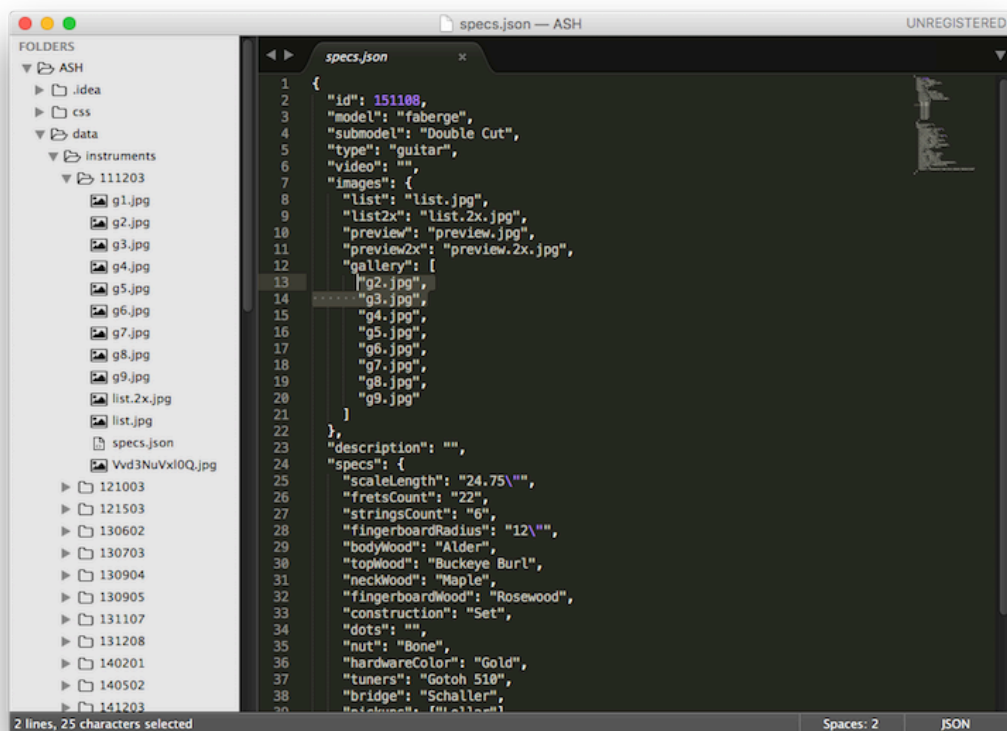 specs.json — ASH
UNREGISTERED
FOLDERS
ASH
.idea
css
data
instruments
111203
g1.jpg
g2.jpg
g3.jpg
g4.jpg
g5.jpg
g6.jpg
g7.jpg
g8.jpg
g9.jpg
list.2x.jpg
list.jpg
specs.json
Vvd3NuVxl0Q.jpg
121003
121503
130602
130703
130904
130905
131107
131208
140201
140502
141203
specs.json
1 {
2 "id": 151108,
3 "model": "faberge",
4 "submodel": "Double Cut",
5 "type": "guitar",
6 "video": "",
7 "images": {
8 "list": "list.jpg",
9 "list2x": "list.2x.jpg",
10 "preview": "preview.jpg",
11 "preview2x": "preview.2x.jpg",
12 "gallery": [
13 "g2.jpg",
14 "g3.jpg",
15 "g4.jpg",
16 "g5.jpg",
17 "g6.jpg",
18 "g7.jpg",
19 "g8.jpg",
20 "g9.jpg"
21 ]
22 },
23 "description": "",
24 "specs": {
25 "scaleLength": "24.75\"",
26 "fretsCount": "22",
27 "stringsCount": "6",
28 "fingerboardRadius": "12\"",
29 "bodyWood": "Alder",
30 "topWood": "Buckeye Burl",
31 "neckWood": "Maple",
32 "fingerboardWood": "Rosewood",
33 "construction": "Set",
34 "dots": "",
35 "nut": "Bone",
36 "hardwareColor": "Gold",
37 "tuners": "Gotoh 510",
38 "bridge": "Schaller",
2 lines, 25 characters selected
Spaces: 2
JSON